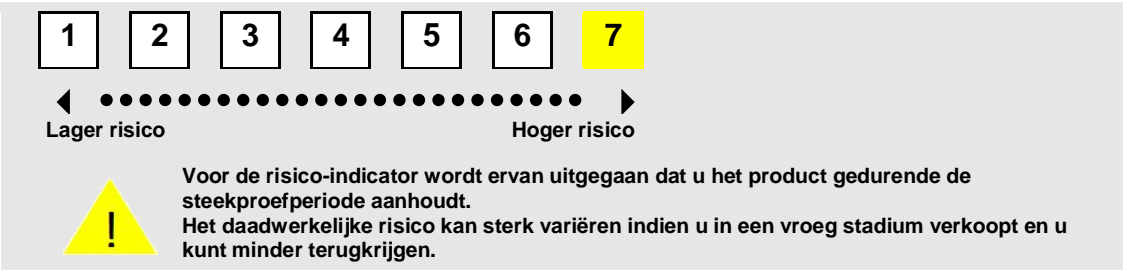 1 2 3 4 5 6 7
Lager risico Hoger risico
Voor de risico-indicator wordt ervan uitgegaan dat u het product gedurende de
steekproefperiode aanhoudt.
Het daadwerkelijke risico kan sterk variëren indien u in een vroeg stadium verkoopt en u
kunt minder terugkrijgen.
!